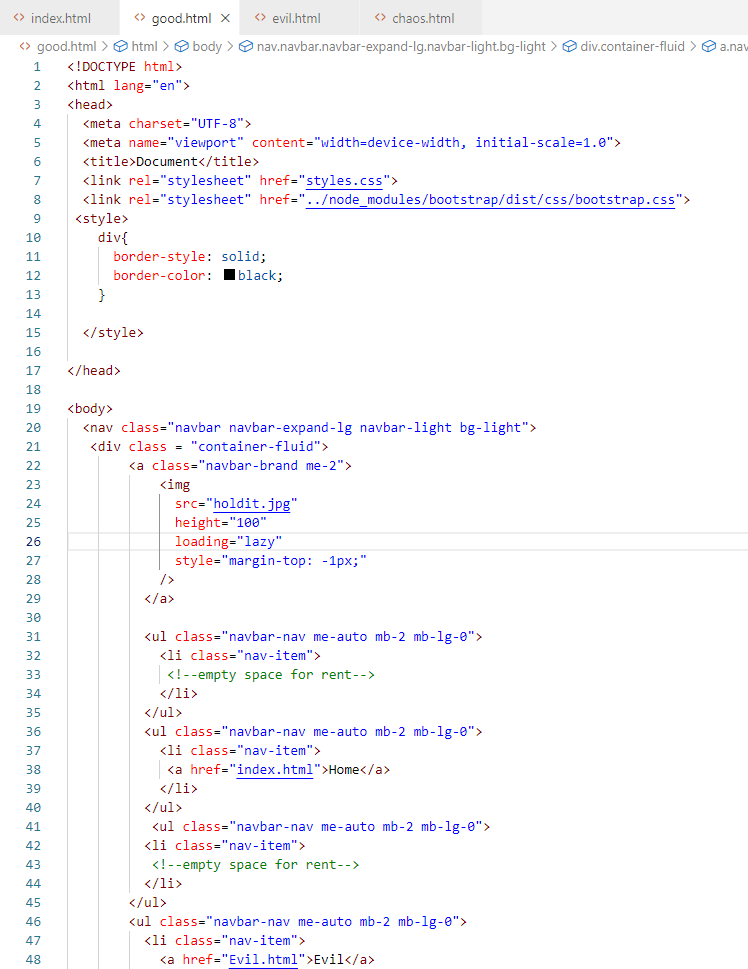 index.html good.html evil.html chaos.html
good.html > html > body > nav.navbar.navbar-expand-lg.navbar-light.bg-light > div.container-fluid > a.nav
1 <!DOCTYPE html>
2 <html lang="en">
3 <head>
4 <meta charset="UTF-8">
5 <meta name="viewport" content="width=device-width, initial-scale=1.0">
6 <title>Document</title>
7 <link rel="stylesheet" href="styles.css">
8 <link rel="stylesheet" href="../node_modules/bootstrap/dist/css/bootstrap.css">
9 <style>
10 div{
11 border-style: solid;
12 border-color: black;
13 }
14
15 </style>
16
17 </head>
18
19 <body>
20 <nav class="navbar navbar-expand-lg navbar-light bg-light">
21 <div class = "container-fluid">
22 <a class="navbar-brand me-2">
23 <img
24 src="holdit.jpg"
25 height="100"
26 loading="lazy"
27 style="margin-top: -1px;"
28 />
29 </a>
30
31 <ul class="navbar-nav me-auto mb-2 mb-lg-0">
32 <li class="nav-item">
33 <!--empty space for rent-->
34 </li>
35 </ul>
36 <ul class="navbar-nav me-auto mb-2 mb-lg-0">
37 <li class="nav-item">
38 <a href="index.html">Home</a>
39 </li>
40 </ul>
41 <ul class="navbar-nav me-auto mb-2 mb-lg-0">
42 <li class="nav-item">
43 <!--empty space for rent-->
44 </li>
45 </ul>
46 <ul class="navbar-nav me-auto mb-2 mb-lg-0">
47 <li class="nav-item">
48 <a href="Evil.html">Evil</a>